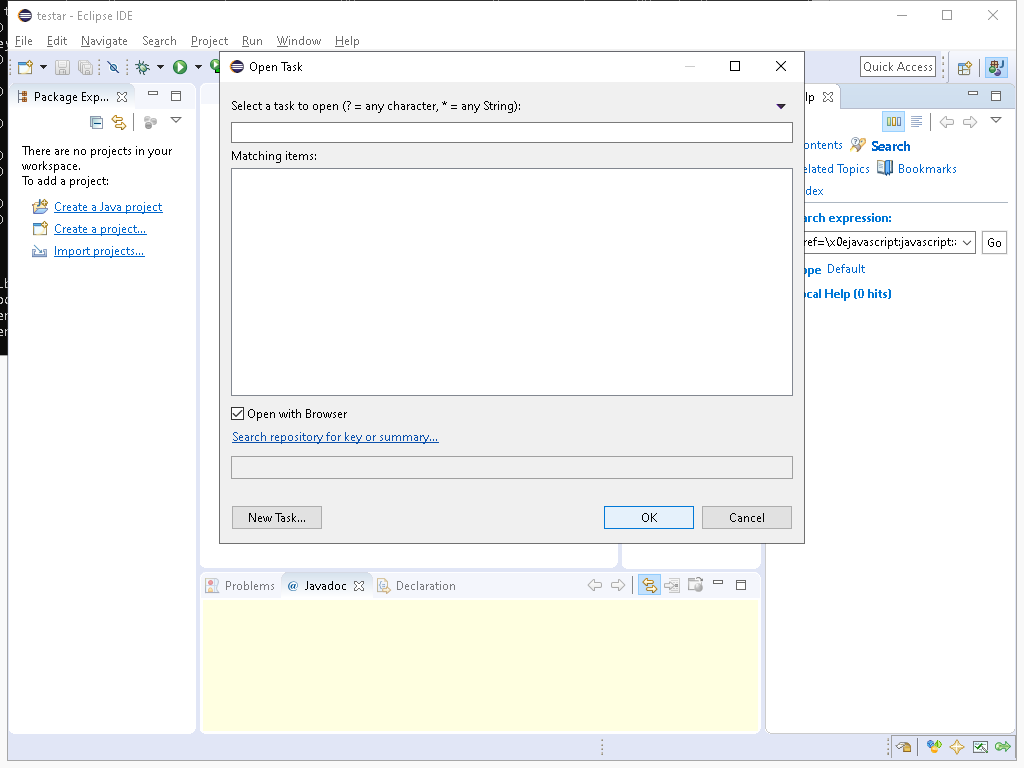 testar - Eclipse IDE
File Edit Navigate Search Project Run Window Help
Quick Access
Package Exp...
There are no projects in your
workspace.
To add a project:
Create a Java project
Create a project...
Import projects...
Open Task
Select a task to open (? = any character, * = any String):
Matching items:
Open with Browser
Search repository for key or summary...
New Task...
OK
Cancel
lp
ontents
Search
elated Topics
Bookmarks
dex
arch expression:
ref=\x0ejavascript:javascript:
Go
ope Default
ocal Help (0 hits)
Problems
@ Javadoc
Declaration